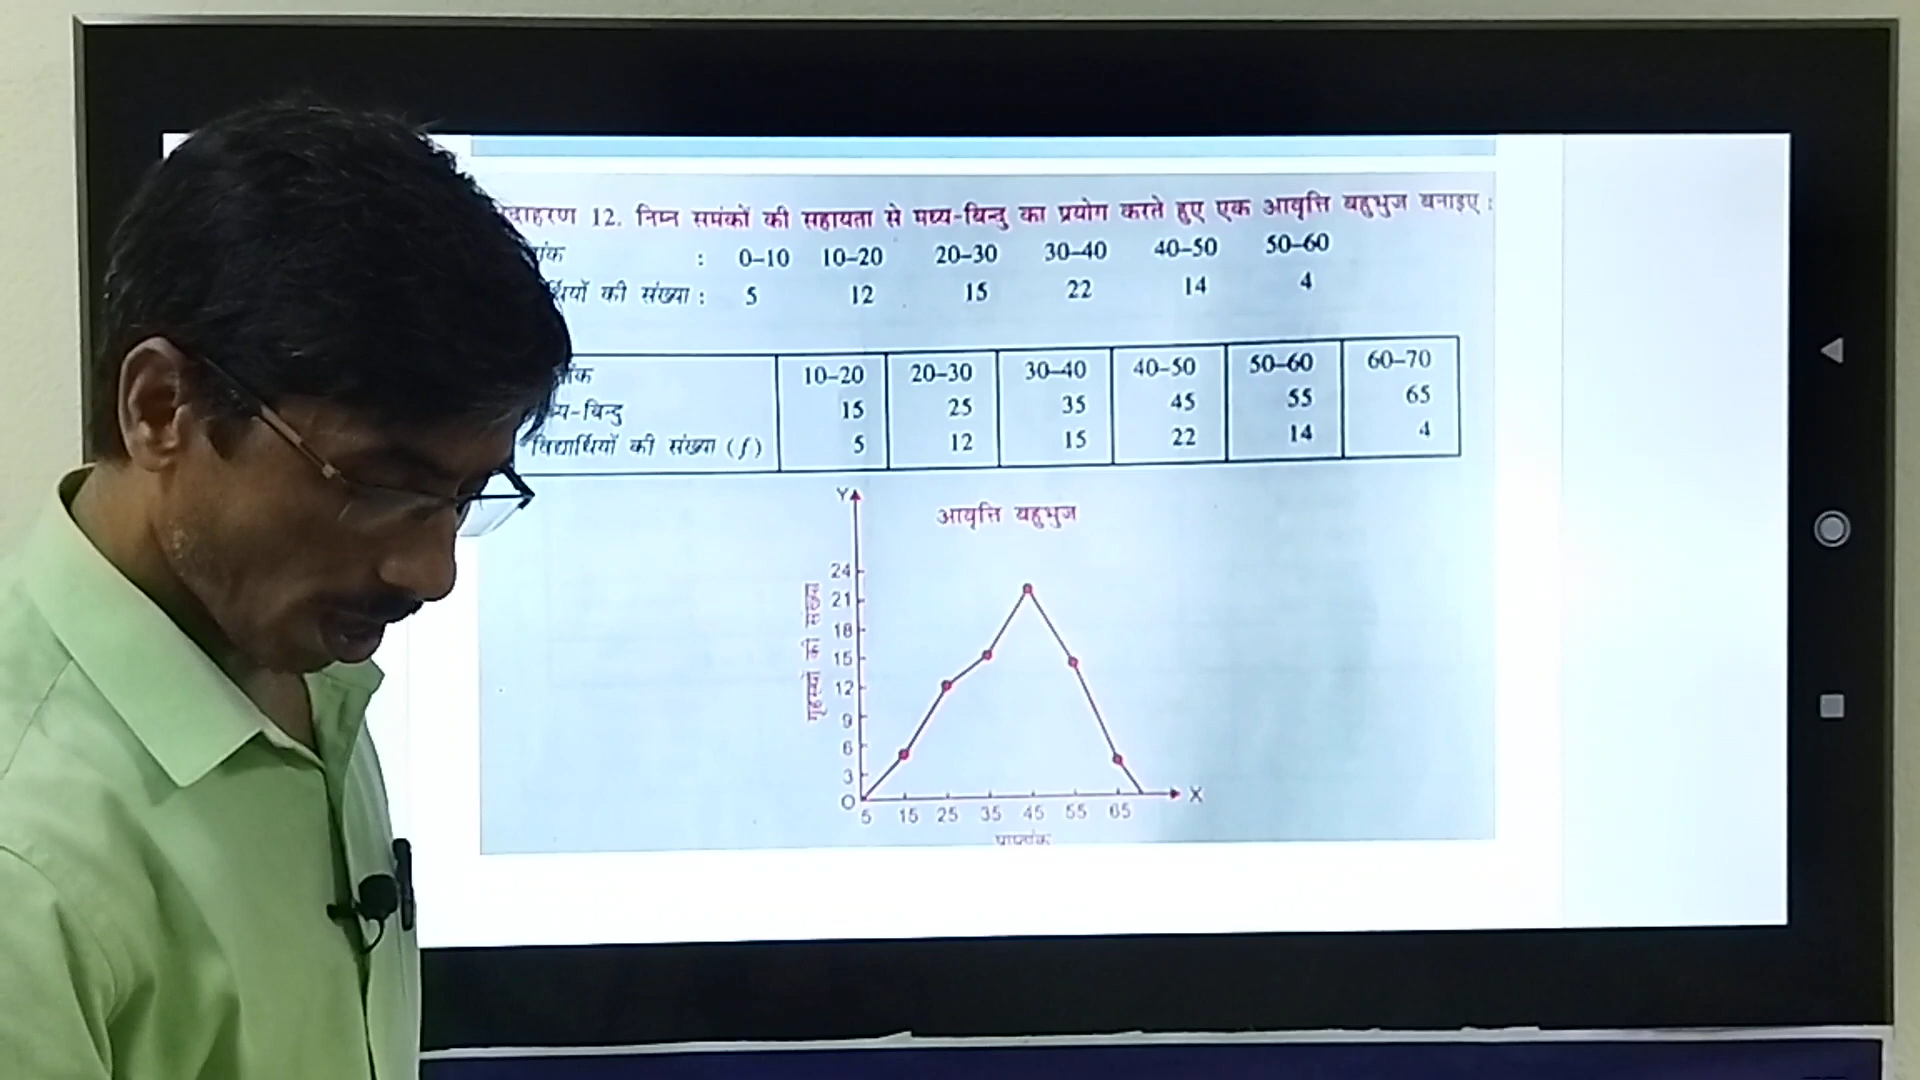 उदाहरण 12. निम्न समंकों की सहायता से मध्य-बिन्दु का प्रयोग करते हुए एक आवृत्ति बहुभुज बनाइए :
: 0–10 10–20 20–30 30–40 40–50 50–60
की संख्या : 5 12 15 22 14 4
10–20 20–30 30–40 40–50 50–60 60–70
मध्य-बिन्दु 15 25 35 45 55 65
विद्यार्थियों की संख्या (f) 5 12 15 22 14 4
Y
आवृत्ति बहुभुज
24
21
18
15
12
9
6
3
O
X
5 15 25 35 45 55 65
प्राप्तांक